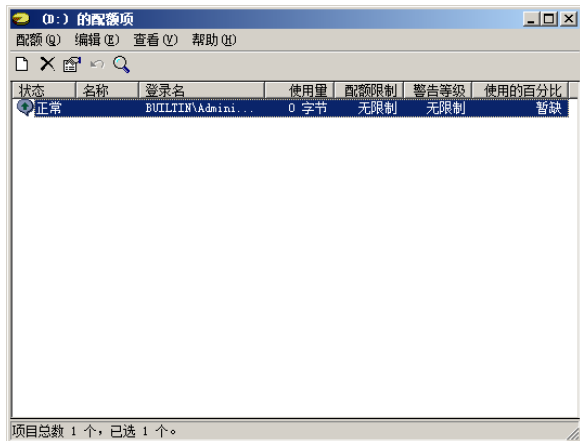 (D:) 的配额项
配额(Q) 编辑(E) 查看(V) 帮助(H)
状态 名称 登录名 使用量 配额限制 警告等级 使用的百分比
正常 BUILTIN\Admini... 0 字节 无限制 无限制 暂缺
项目总数 1 个，已选 1 个。